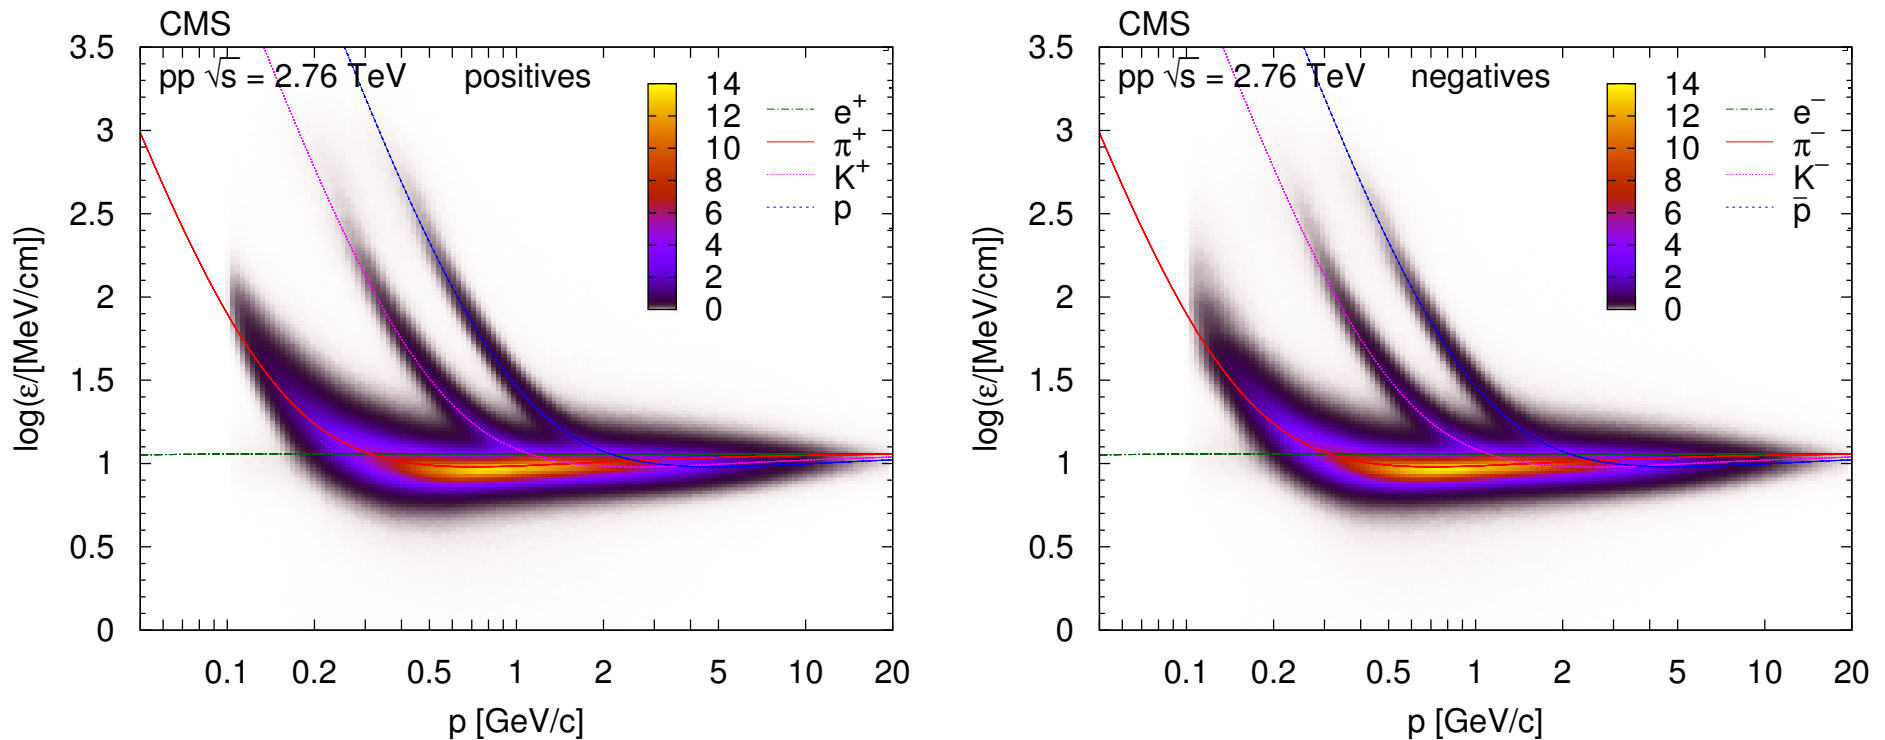 CMS
pp √s = 2.76 TeV positives
log(ε/[MeV/cm])
3.5
3
2.5
2
1.5
1
0.5
0
14
12
10
8
6
4
2
0
e⁺
π⁺
K⁺
p
0.1 0.2 0.5 1 2 5 10 20
p [GeV/c]
CMS
pp √s = 2.76 TeV negatives
log(ε/[MeV/cm])
3.5
3
2.5
2
1.5
1
0.5
0
14
12
10
8
6
4
2
0
e⁻
π⁻
K⁻
p̄
0.1 0.2 0.5 1 2 5 10 20
p [GeV/c]